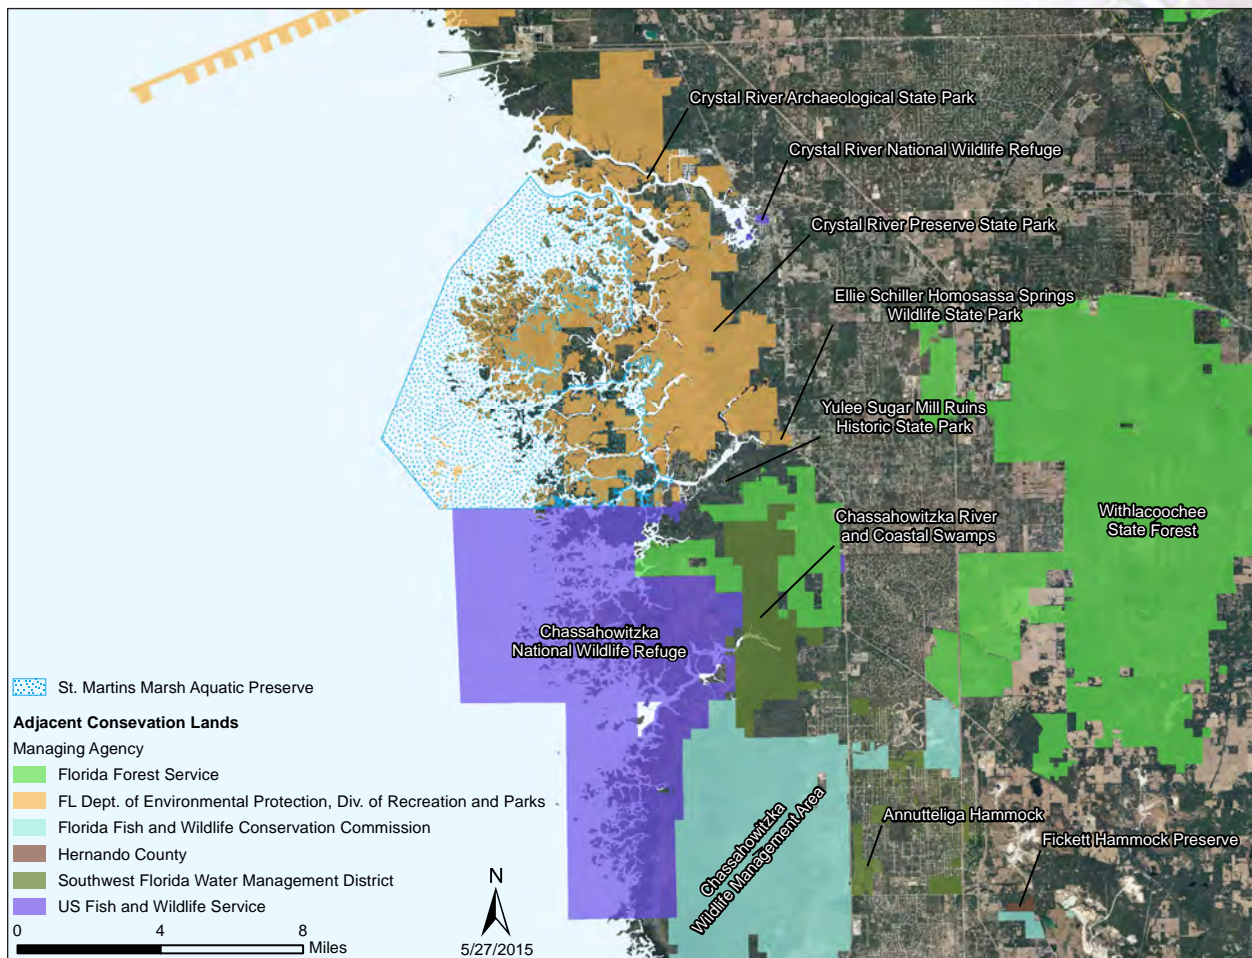 Crystal River Archaeological State Park
Crystal River National Wildlife Refuge
Crystal River Preserve State Park
Ellie Schiller Homosassa Springs
Wildlife State Park
Yulee Sugar Mill Ruins
Historic State Park
Chassahowitzka River
and Coastal Swamps
Withlacoochee
State Forest
Chassahowitzka
National Wildlife Refuge
Chassahowitzka
Wildlife Management Area
Annutteliga Hammock
Fickett Hammock Preserve
St. Martins Marsh Aquatic Preserve
Adjacent Consevation Lands
Managing Agency
Florida Forest Service
FL Dept. of Environmental Protection, Div. of Recreation and Parks
Florida Fish and Wildlife Conservation Commission
Hernando County
Southwest Florida Water Management District
US Fish and Wildlife Service
0 4 8
Miles
N
5/27/2015